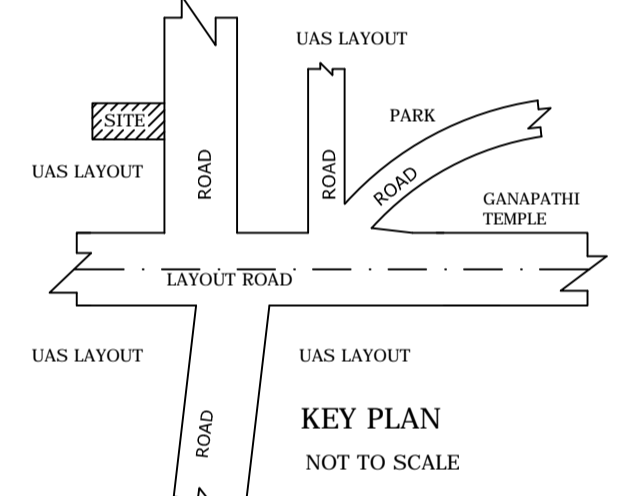 UAS LAYOUT
PARK
SITE
UAS LAYOUT
ROAD
ROAD
ROAD
GANAPATHI
TEMPLE
LAYOUT ROAD
UAS LAYOUT
UAS LAYOUT
ROAD
KEY PLAN
NOT TO SCALE